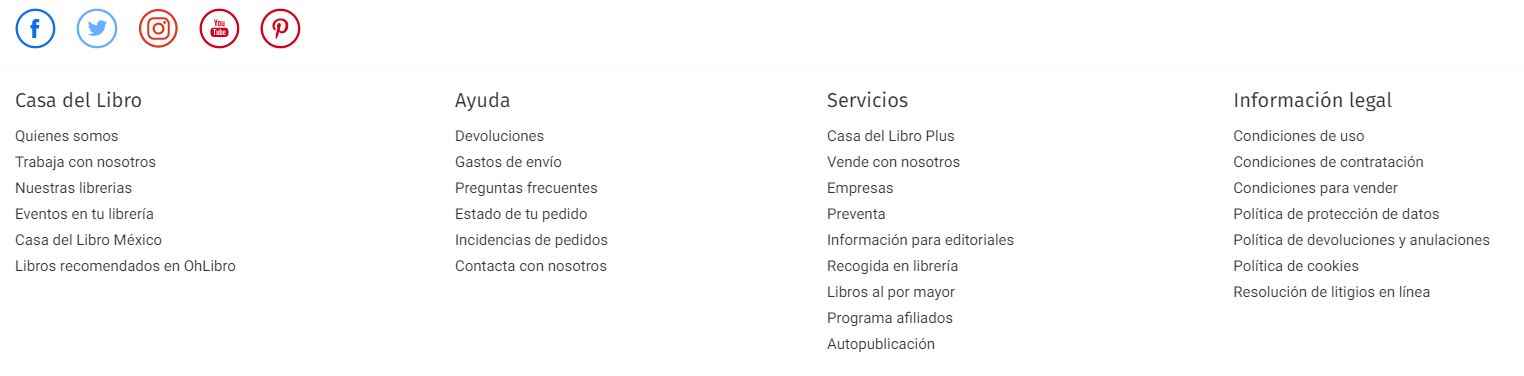 You
Tube
Casa del Libro
Quienes somos
Trabaja con nosotros
Nuestras librerias
Eventos en tu librería
Casa del Libro México
Libros recomendados en OhLibro
Ayuda
Devoluciones
Gastos de envío
Preguntas frecuentes
Estado de tu pedido
Incidencias de pedidos
Contacta con nosotros
Servicios
Casa del Libro Plus
Vende con nosotros
Empresas
Preventa
Información para editoriales
Recogida en librería
Libros al por mayor
Programa afiliados
Autopublicación
Información legal
Condiciones de uso
Condiciones de contratación
Condiciones para vender
Política de protección de datos
Política de devoluciones y anulaciones
Política de cookies
Resolución de litigios en línea